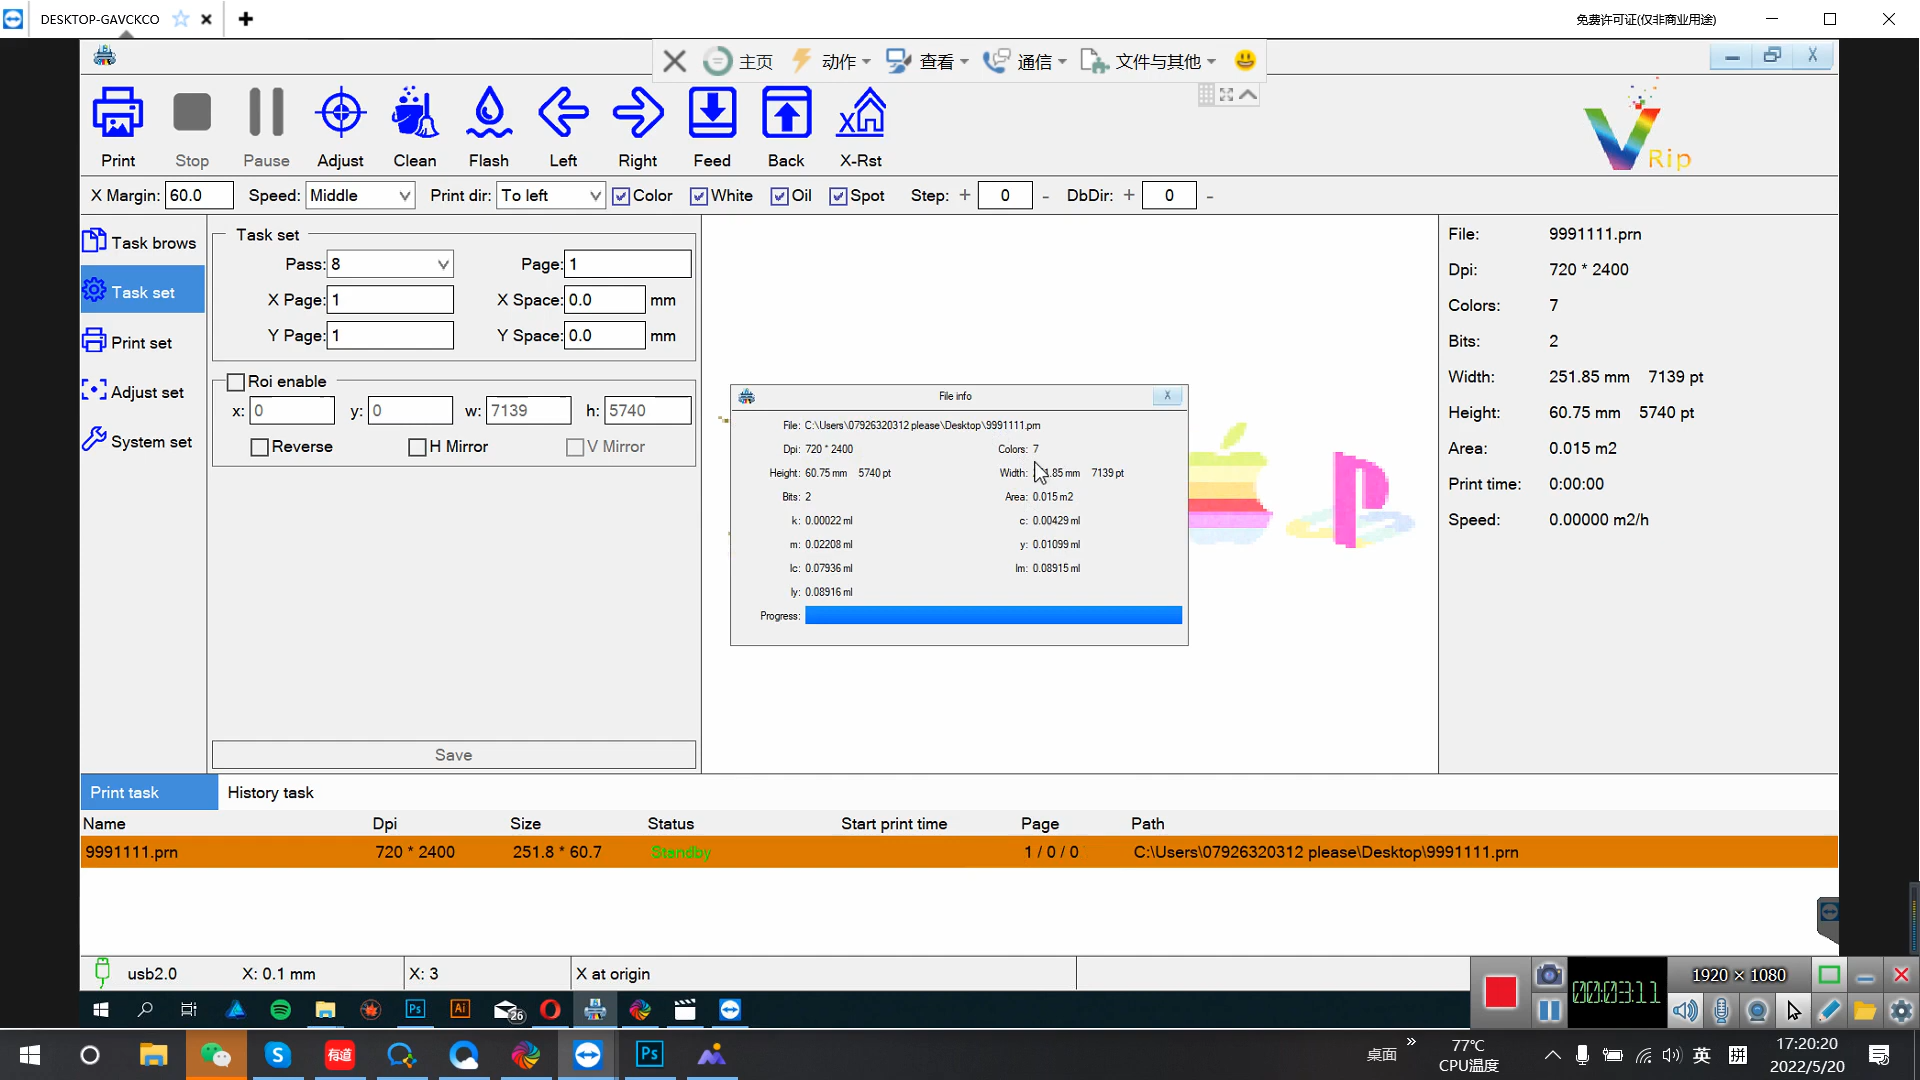 DESKTOP-GAVCKCO
免费许可证(仅非商业用途)
主页 动作 查看 通信 文件与其他
Print Stop Pause Adjust Clean Flash Left Right Feed Back X-Rst
V Rip
X Margin: 60.0 Speed: Middle Print dir: To left Color White Oil Spot Step: + 0 - DbDir: + 0 -
Task brows
Task set
Print set
Adjust set
System set
Task set
Pass: 8 Page: 1
X Page: 1 X Space: 0.0 mm
Y Page: 1 Y Space: 0.0 mm
Roi enable
x: 0 y: 0 w: 7139 h: 5740
Reverse H Mirror V Mirror
Save
File info
File: C:\Users\07926320312 please\Desktop\9991111.prn
Dpi: 720 * 2400 Colors: 7
Height: 60.75 mm 5740 pt Width: .85 mm 7139 pt
Bits: 2 Area: 0.015 m2
k: 0.00022 ml c: 0.00429 ml
m: 0.02208 ml y: 0.01099 ml
lc: 0.07936 ml lm: 0.08915 ml
ly: 0.08916 ml
Progress:
File: 9991111.prn
Dpi: 720 * 2400
Colors: 7
Bits: 2
Width: 251.85 mm 7139 pt
Height: 60.75 mm 5740 pt
Area: 0.015 m2
Print time: 0:00:00
Speed: 0.00000 m2/h
Print task History task
Name Dpi Size Status Start print time Page Path
9991111.prn 720 * 2400 251.8 * 60.7 Standby 1 / 0 / 0 C:\Users\07926320312 please\Desktop\9991111.prn
usb2.0 X: 0.1 mm X: 3 X at origin
1920 × 1080
00:03:11
Ps Ai 26
S 有道 Ps
桌面
77℃
CPU温度
英 拼
17:20:20
2022/5/20